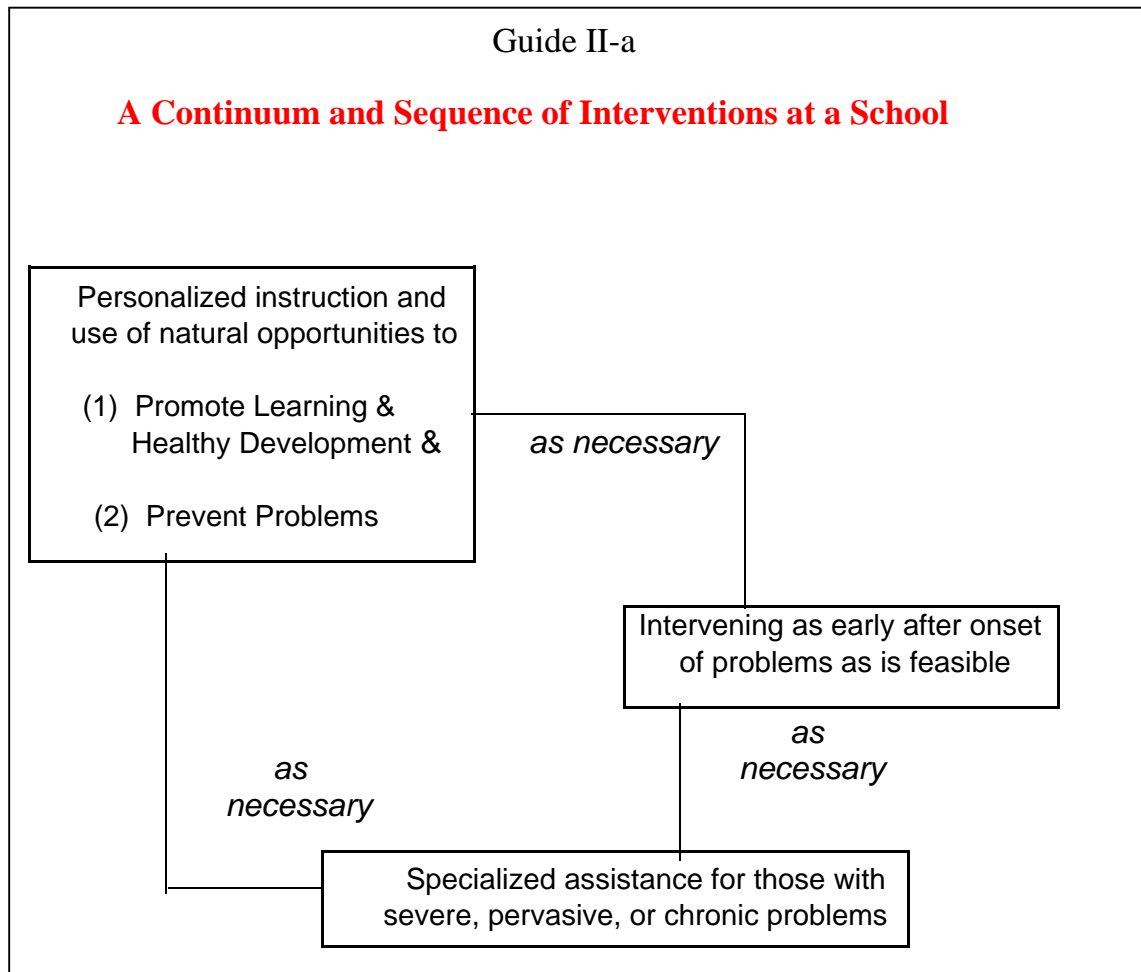 Guide II-a
A Continuum and Sequence of Interventions at a School
Personalized instruction and
use of natural opportunities to
(1) Promote Learning &
Healthy Development &
(2) Prevent Problems
as necessary
Intervening as early after onset
of problems as is feasible
as
necessary
as
necessary
Specialized assistance for those with
severe, pervasive, or chronic problems